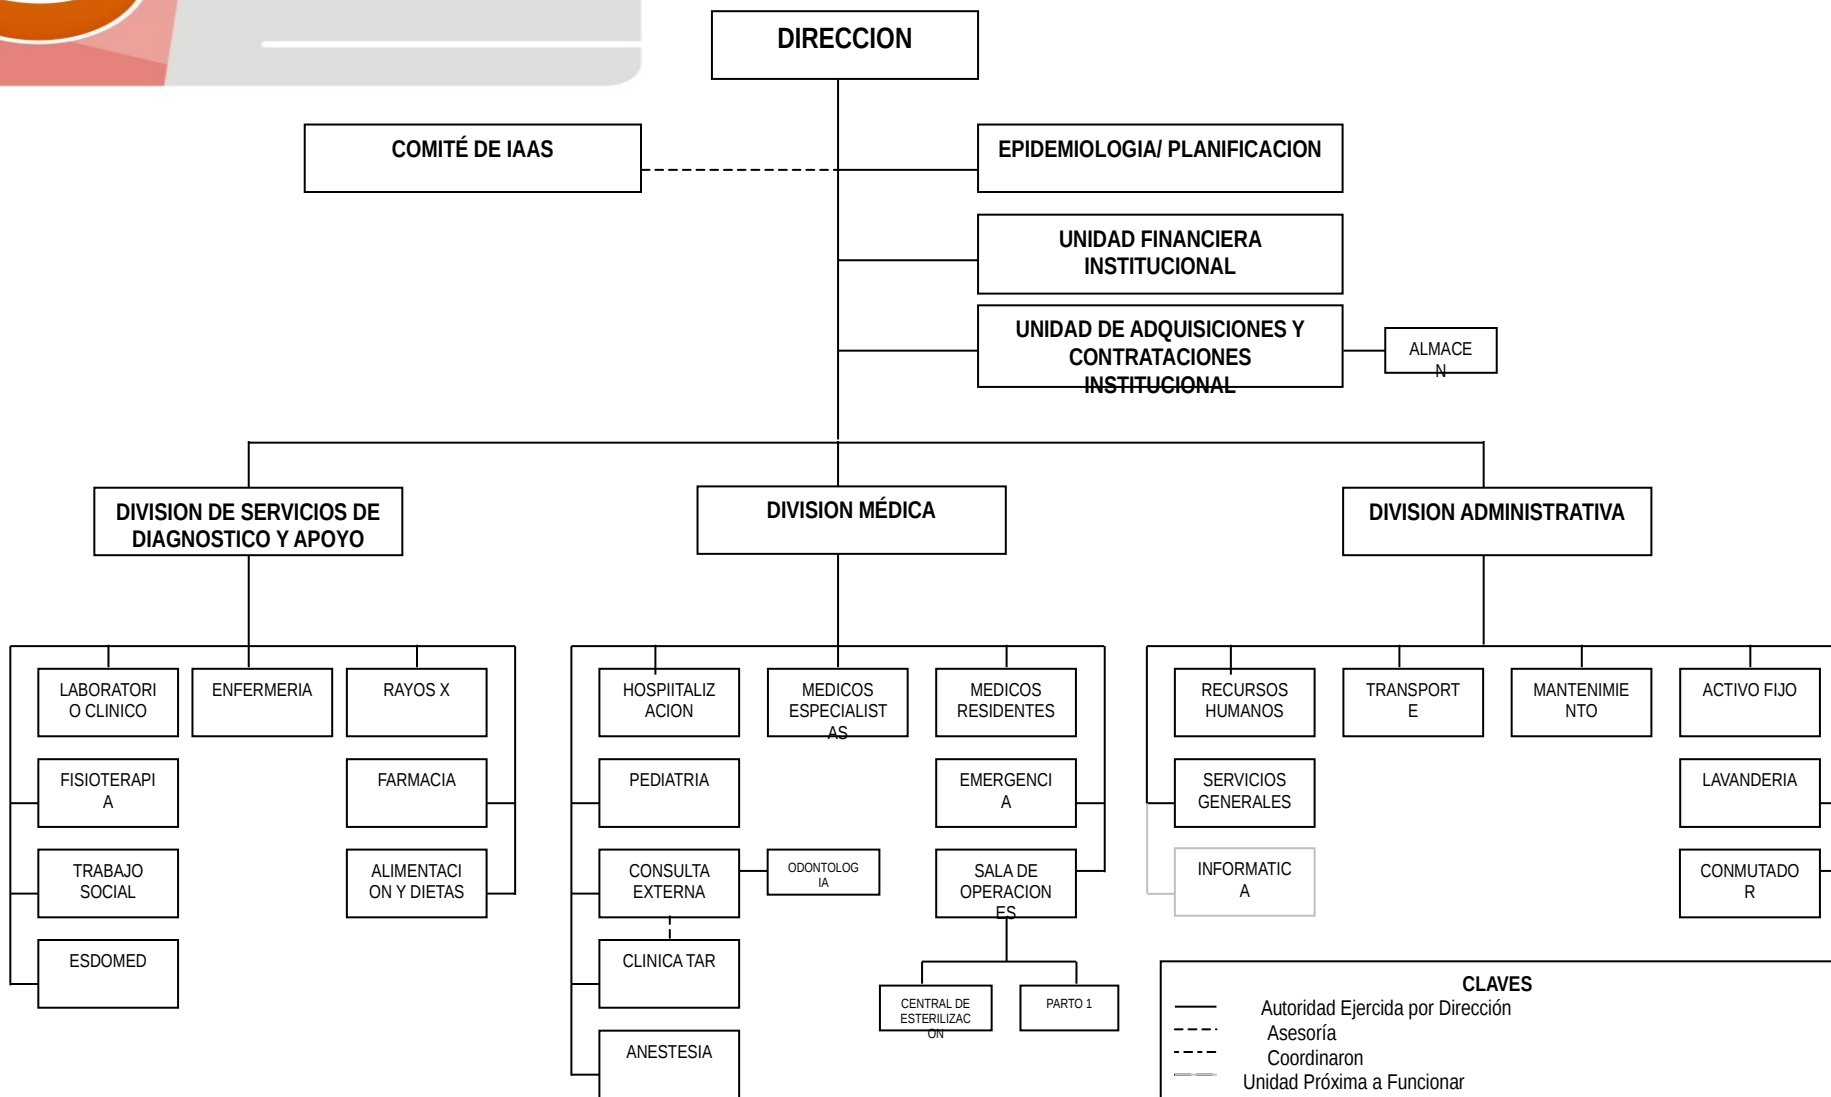 DIRECCION
COMITÉ DE IAAS
EPIDEMIOLOGIA/ PLANIFICACION
UNIDAD FINANCIERA
INSTITUCIONAL
UNIDAD DE ADQUISICIONES Y
CONTRATACIONES
INSTITUCIONAL
ALMACE
N
DIVISION DE SERVICIOS DE
DIAGNOSTICO Y APOYO
DIVISION MÉDICA
DIVISION ADMINISTRATIVA
LABORATORI
O CLINICO
ENFERMERIA
RAYOS X
FISIOTERAPI
A
FARMACIA
TRABAJO
SOCIAL
ALIMENTACI
ON Y DIETAS
ESDOMED
HOSPIITALIZ
ACION
MEDICOS
ESPECIALIST
AS
MEDICOS
RESIDENTES
PEDIATRIA
EMERGENCI
A
CONSULTA
EXTERNA
ODONTOLOG
IA
SALA DE
OPERACION
ES
CLINICA TAR
CENTRAL DE
ESTERILIZAC
ON
PARTO 1
ANESTESIA
RECURSOS
HUMANOS
TRANSPORT
E
MANTENIMIE
NTO
ACTIVO FIJO
SERVICIOS
GENERALES
LAVANDERIA
INFORMATIC
A
CONMUTADO
R
CLAVES
Autoridad Ejercida por Dirección
Asesoría
Coordinaron
Unidad Próxima a Funcionar